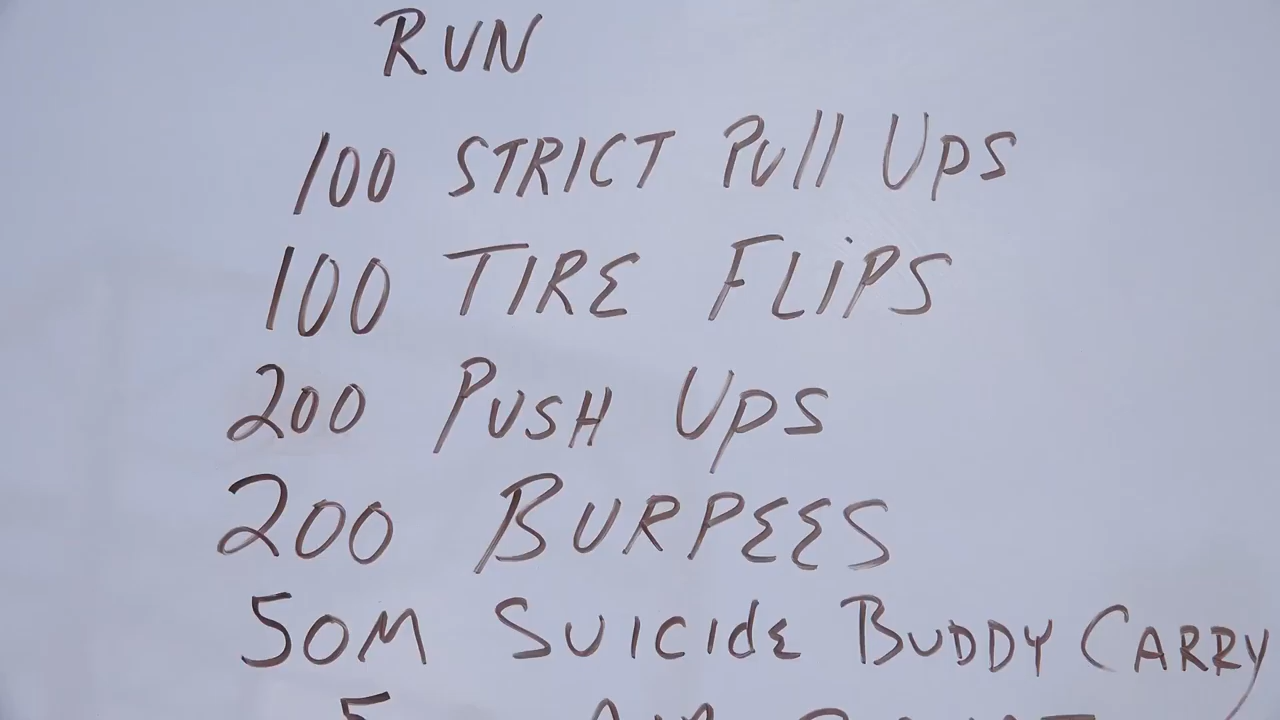 RUN
100 STRICT Pull Ups
100 TIRE FLiPS
200 PUSH UpS
200 BURPEES
50M SUICIdE BUDDY CARRY